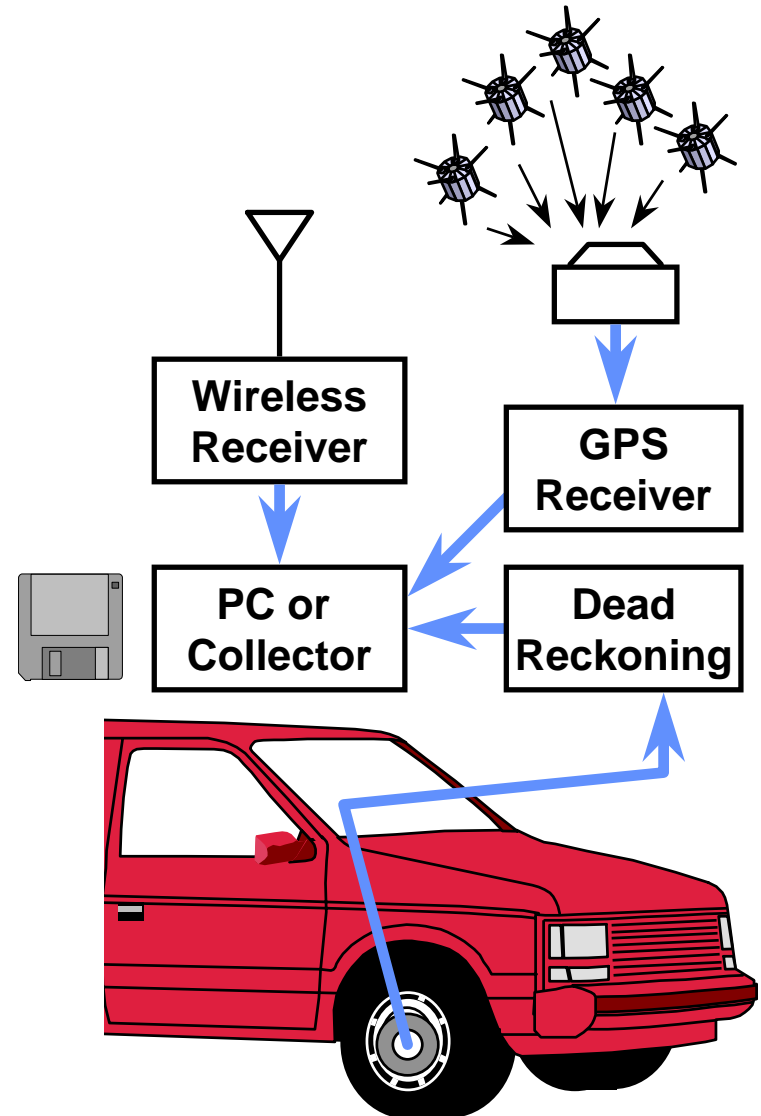 Wireless
Receiver
GPS
Receiver
PC or
Collector
Dead
Reckoning